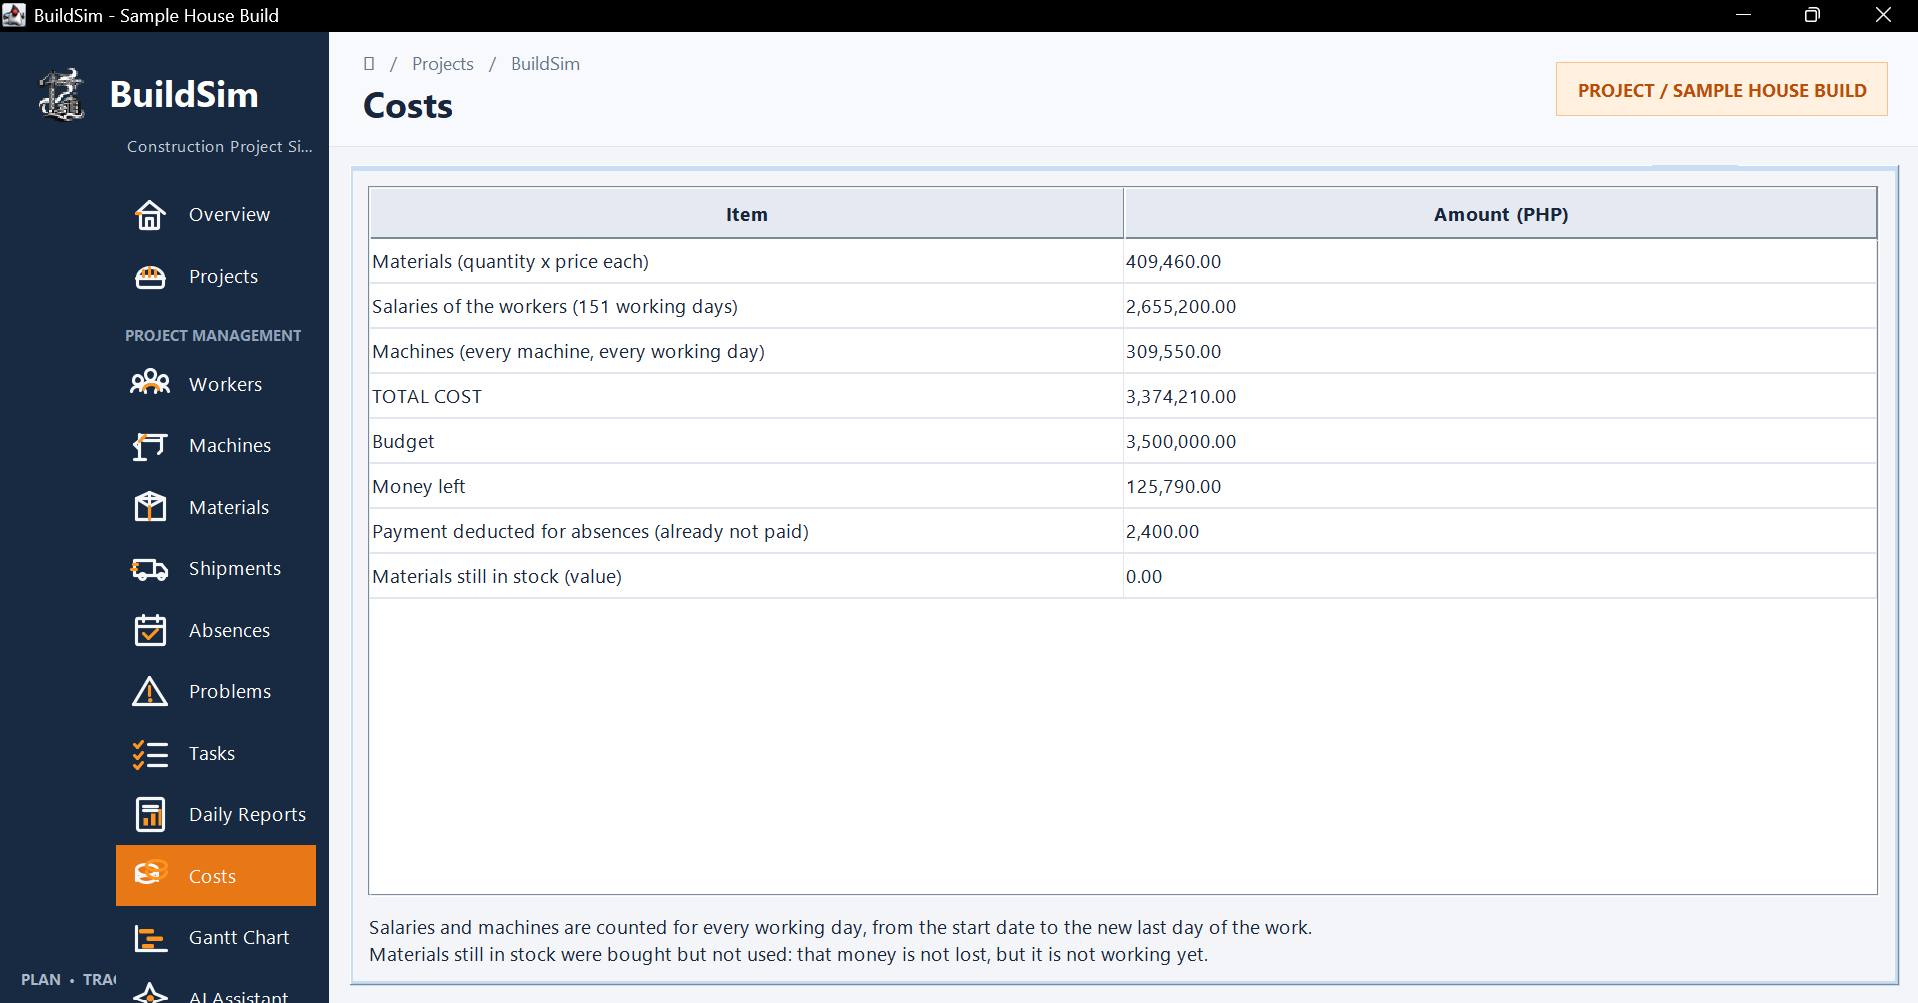 BuildSim - Sample House Build
BuildSim
Construction Project Si...
Overview
Projects
PROJECT MANAGEMENT
Workers
Machines
Materials
Shipments
Absences
Problems
Tasks
Daily Reports
Costs
Gantt Chart
AI Assistant
PLAN • TRA
/ Projects / BuildSim
Costs
PROJECT / SAMPLE HOUSE BUILD
Item Amount (PHP)
Materials (quantity x price each) 409,460.00
Salaries of the workers (151 working days) 2,655,200.00
Machines (every machine, every working day) 309,550.00
TOTAL COST 3,374,210.00
Budget 3,500,000.00
Money left 125,790.00
Payment deducted for absences (already not paid) 2,400.00
Materials still in stock (value) 0.00
Salaries and machines are counted for every working day, from the start date to the new last day of the work.
Materials still in stock were bought but not used: that money is not lost, but it is not working yet.